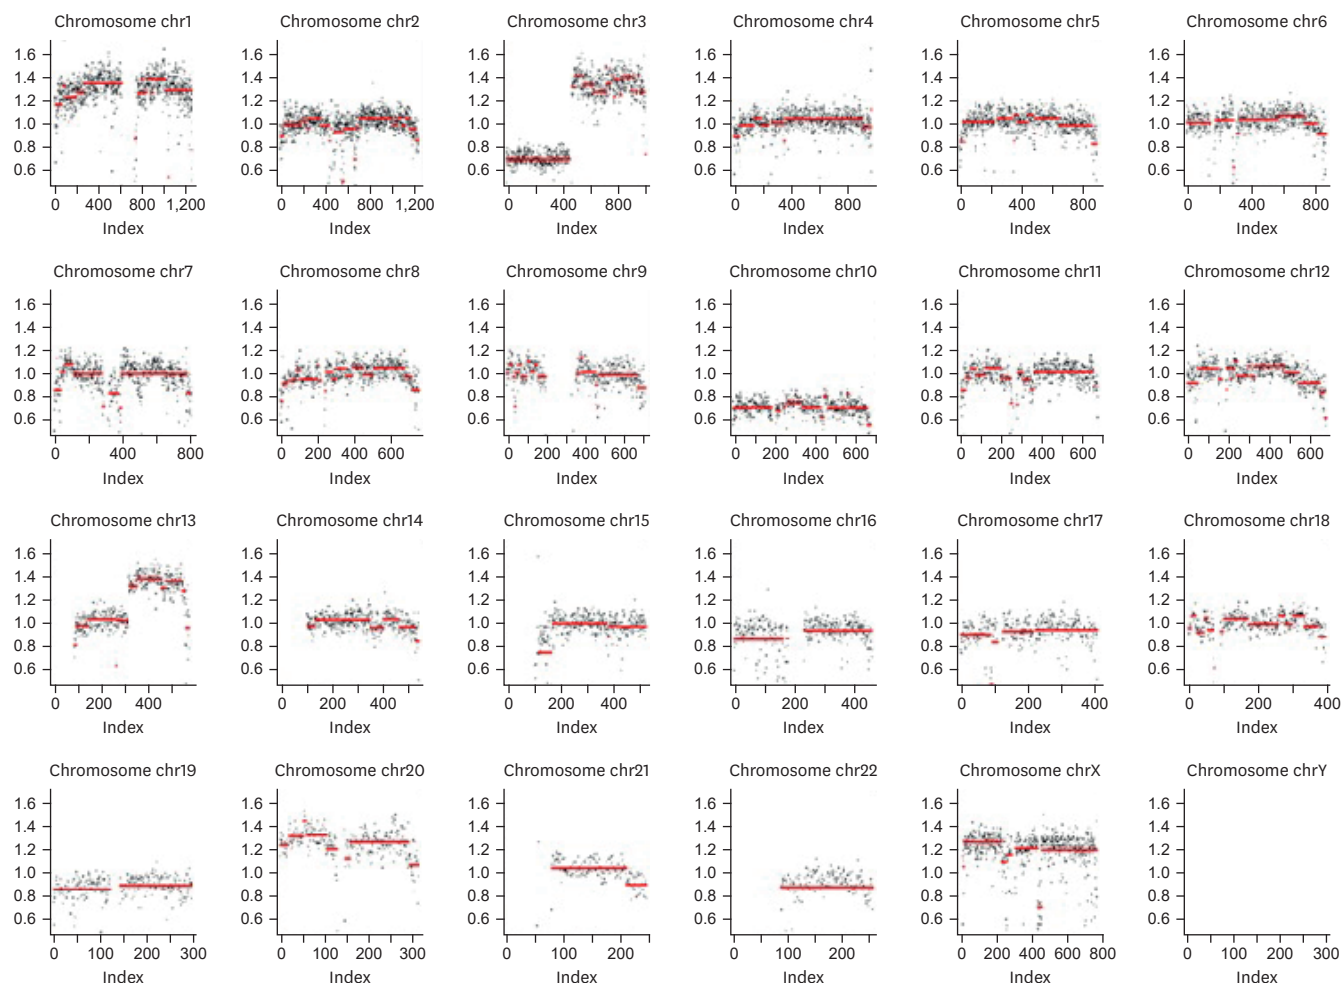 Chromosome chr1 Chromosome chr2 Chromosome chr3 Chromosome chr4 Chromosome chr5 Chromosome chr6
1.6 1.6 1.6 1.6 1.6 1.6
1.4 1.4 1.4 1.4 1.4 1.4
1.2 1.2 1.2 1.2 1.2 1.2
1.0 1.0 1.0 1.0 1.0 1.0
0.8 0.8 0.8 0.8 0.8 0.8
0.6 0.6 0.6 0.6 0.6 0.6
0 400 800 1,200 0 400 800 1,200 0 400 800 0 400 800 0 400 800 0 400 800
Index Index Index Index Index Index
Chromosome chr7 Chromosome chr8 Chromosome chr9 Chromosome chr10 Chromosome chr11 Chromosome chr12
1.6 1.6 1.6 1.6 1.6 1.6
1.4 1.4 1.4 1.4 1.4 1.4
1.2 1.2 1.2 1.2 1.2 1.2
1.0 1.0 1.0 1.0 1.0 1.0
0.8 0.8 0.8 0.8 0.8 0.8
0.6 0.6 0.6 0.6 0.6 0.6
0 400 800 0 200 400 600 0 200 400 600 0 200 400 600 0 200 400 600 0 200 400 600
Index Index Index Index Index Index
Chromosome chr13 Chromosome chr14 Chromosome chr15 Chromosome chr16 Chromosome chr17 Chromosome chr18
1.6 1.6 1.6 1.6 1.6 1.6
1.4 1.4 1.4 1.4 1.4 1.4
1.2 1.2 1.2 1.2 1.2 1.2
1.0 1.0 1.0 1.0 1.0 1.0
0.8 0.8 0.8 0.8 0.8 0.8
0.6 0.6 0.6 0.6 0.6 0.6
0 200 400 0 200 400 0 200 400 0 200 400 0 200 400 0 200 400
Index Index Index Index Index Index
Chromosome chr19 Chromosome chr20 Chromosome chr21 Chromosome chr22 Chromosome chrX Chromosome chrY
1.6 1.6 1.6 1.6 1.6 1.6
1.4 1.4 1.4 1.4 1.4 1.4
1.2 1.2 1.2 1.2 1.2 1.2
1.0 1.0 1.0 1.0 1.0 1.0
0.8 0.8 0.8 0.8 0.8 0.8
0.6 0.6 0.6 0.6 0.6 0.6
0 100 200 300 0 100 200 300 0 100 200 0 100 200 0 200 400 600 800 0 100 200 300
Index Index Index Index Index Index